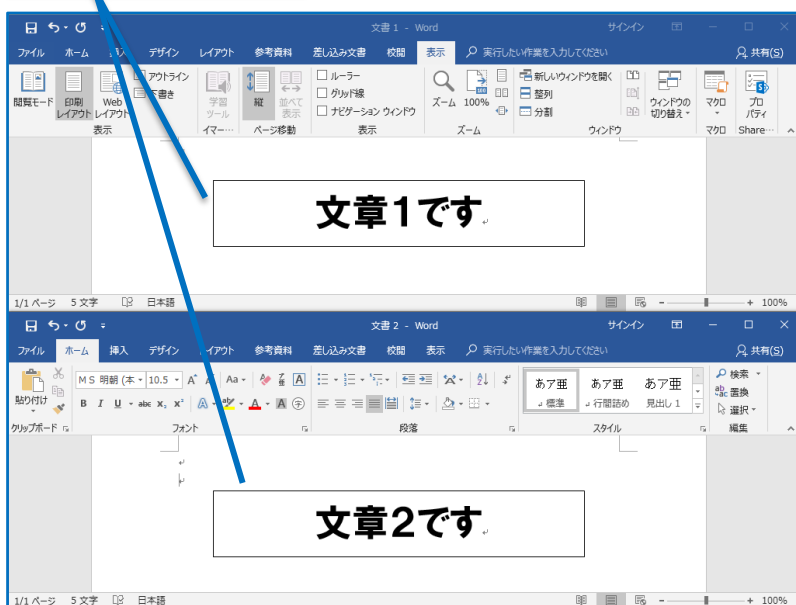 文書 1 - Word
サインイン
ファイル ホーム 挿入 デザイン レイアウト 参考資料 差し込み文書 校閲 表示 実行したい作業を入力してください 共有(S)
閲覧モード 印刷レイアウト Webレイアウト アウトライン 下書き 学習ツール 縦 並べて表示 ルーラー グリッド線 ナビゲーション ウィンドウ ズーム 100% 新しいウィンドウを開く 整列 分割 ウィンドウの切り替え マクロ プロパティ
表示 イマー… ページ移動 表示 ズーム ウィンドウ マクロ Share…
文章1です
1/1 ページ 5 文字 日本語 100%
文書 2 - Word
サインイン
ファイル ホーム 挿入 デザイン レイアウト 参考資料 差し込み文書 校閲 表示 実行したい作業を入力してください 共有(S)
貼り付け MS 明朝 (本 10.5 A A Aa A 検索
B I U abc X₂ X² A aby A A 字 あア亜 あア亜 あア亜 置換
標準 行間詰め 見出し 1 選択
クリップボード フォント 段落 スタイル 編集
文章2です
1/1 ページ 5 文字 日本語 100%